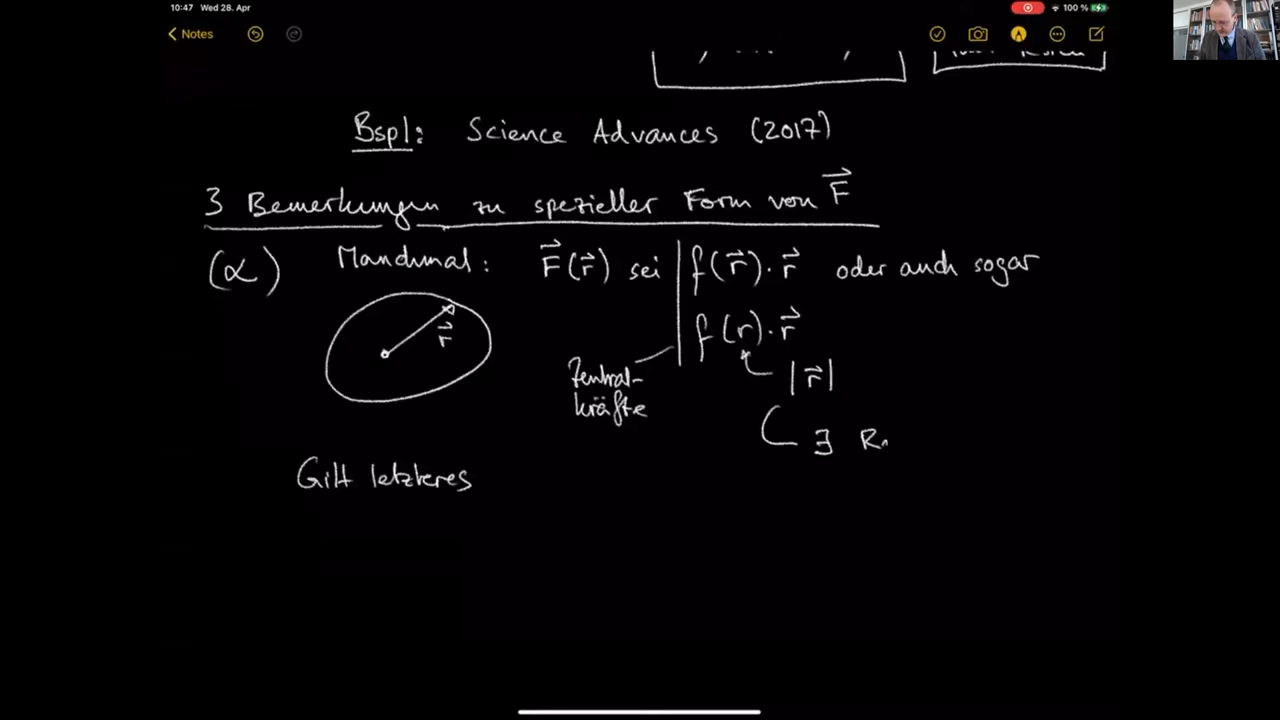 10:47 Wed 28. Apr 100 %
Notes
Bspl: Science Advances (2017)
3 Bemerkungen zu spezieller Form von F⃗
(α) Manchmal: F⃗(r⃗) sei f(r⃗)·r⃗ oder auch sogar
f(r)·r⃗
r⃗
|r⃗|
Zentral-
kräfte
∃ R
Gilt letzteres